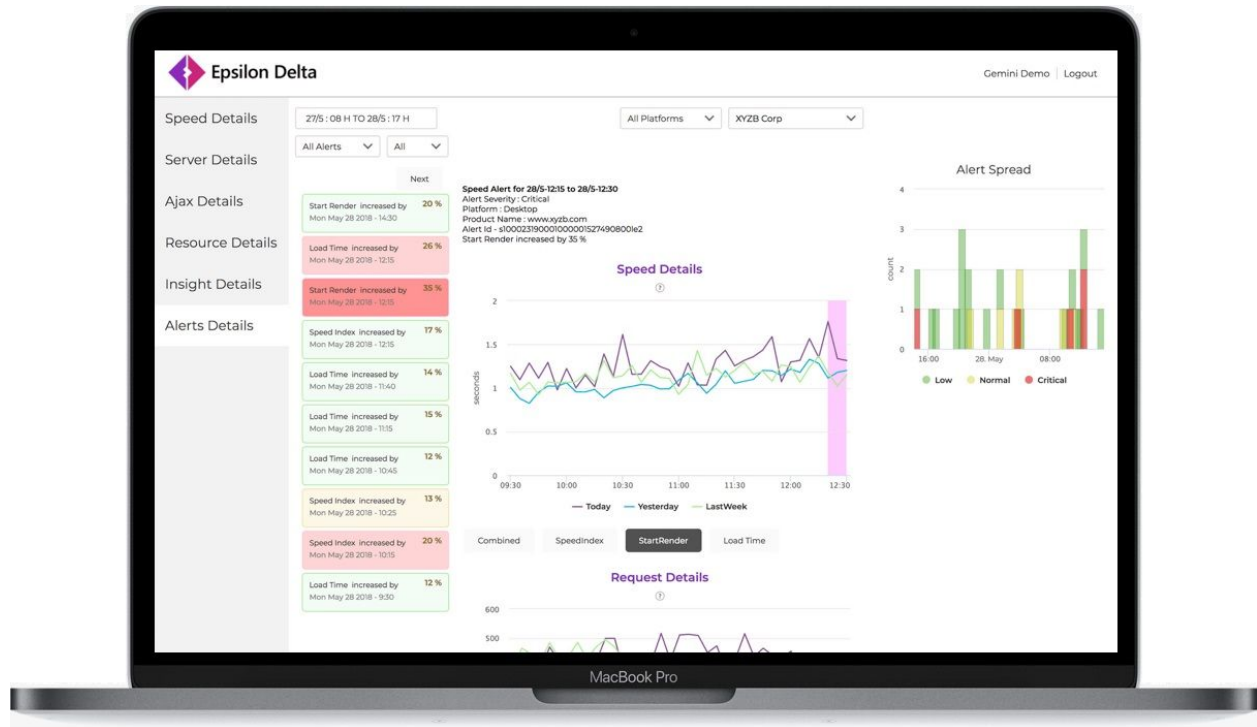 Epsilon Delta
Gemini Demo
Logout
Speed Details
Server Details
Ajax Details
Resource Details
Insight Details
Alerts Details
27/5 : 08 H TO 28/5 : 17 H
All Platforms
XYZB Corp
All Alerts
All
Next
Start Render increased by 20 %
Mon May 28 2018 - 14:30
Load Time increased by 26 %
Mon May 28 2018 - 12:15
Start Render increased by 35 %
Mon May 28 2018 - 12:15
Speed Index increased by 17 %
Mon May 28 2018 - 12:15
Load Time increased by 14 %
Mon May 28 2018 - 11:40
Load Time increased by 15 %
Mon May 28 2018 - 11:15
Load Time increased by 12 %
Mon May 28 2018 - 10:45
Speed Index increased by 13 %
Mon May 28 2018 - 10:25
Speed Index increased by 20 %
Mon May 28 2018 - 10:15
Load Time increased by 12 %
Mon May 28 2018 - 9:30
Speed Alert for 28/5-12:15 to 28/5-12:30
Alert Severity : Critical
Platform : Desktop
Product Name : www.xyzb.com
Alert Id - s1000231900010000015274908001e2
Start Render increased by 35 %
Speed Details
?
2
1.5
1
0.5
0
seconds
09:30 10:00 10:30 11:00 11:30 12:00 12:30
Today Yesterday LastWeek
Combined SpeedIndex StartRender Load Time
Request Details
?
600
500
Alert Spread
4
3
2
1
0
count
16:00 28. May 08:00
Low Normal Critical
MacBook Pro